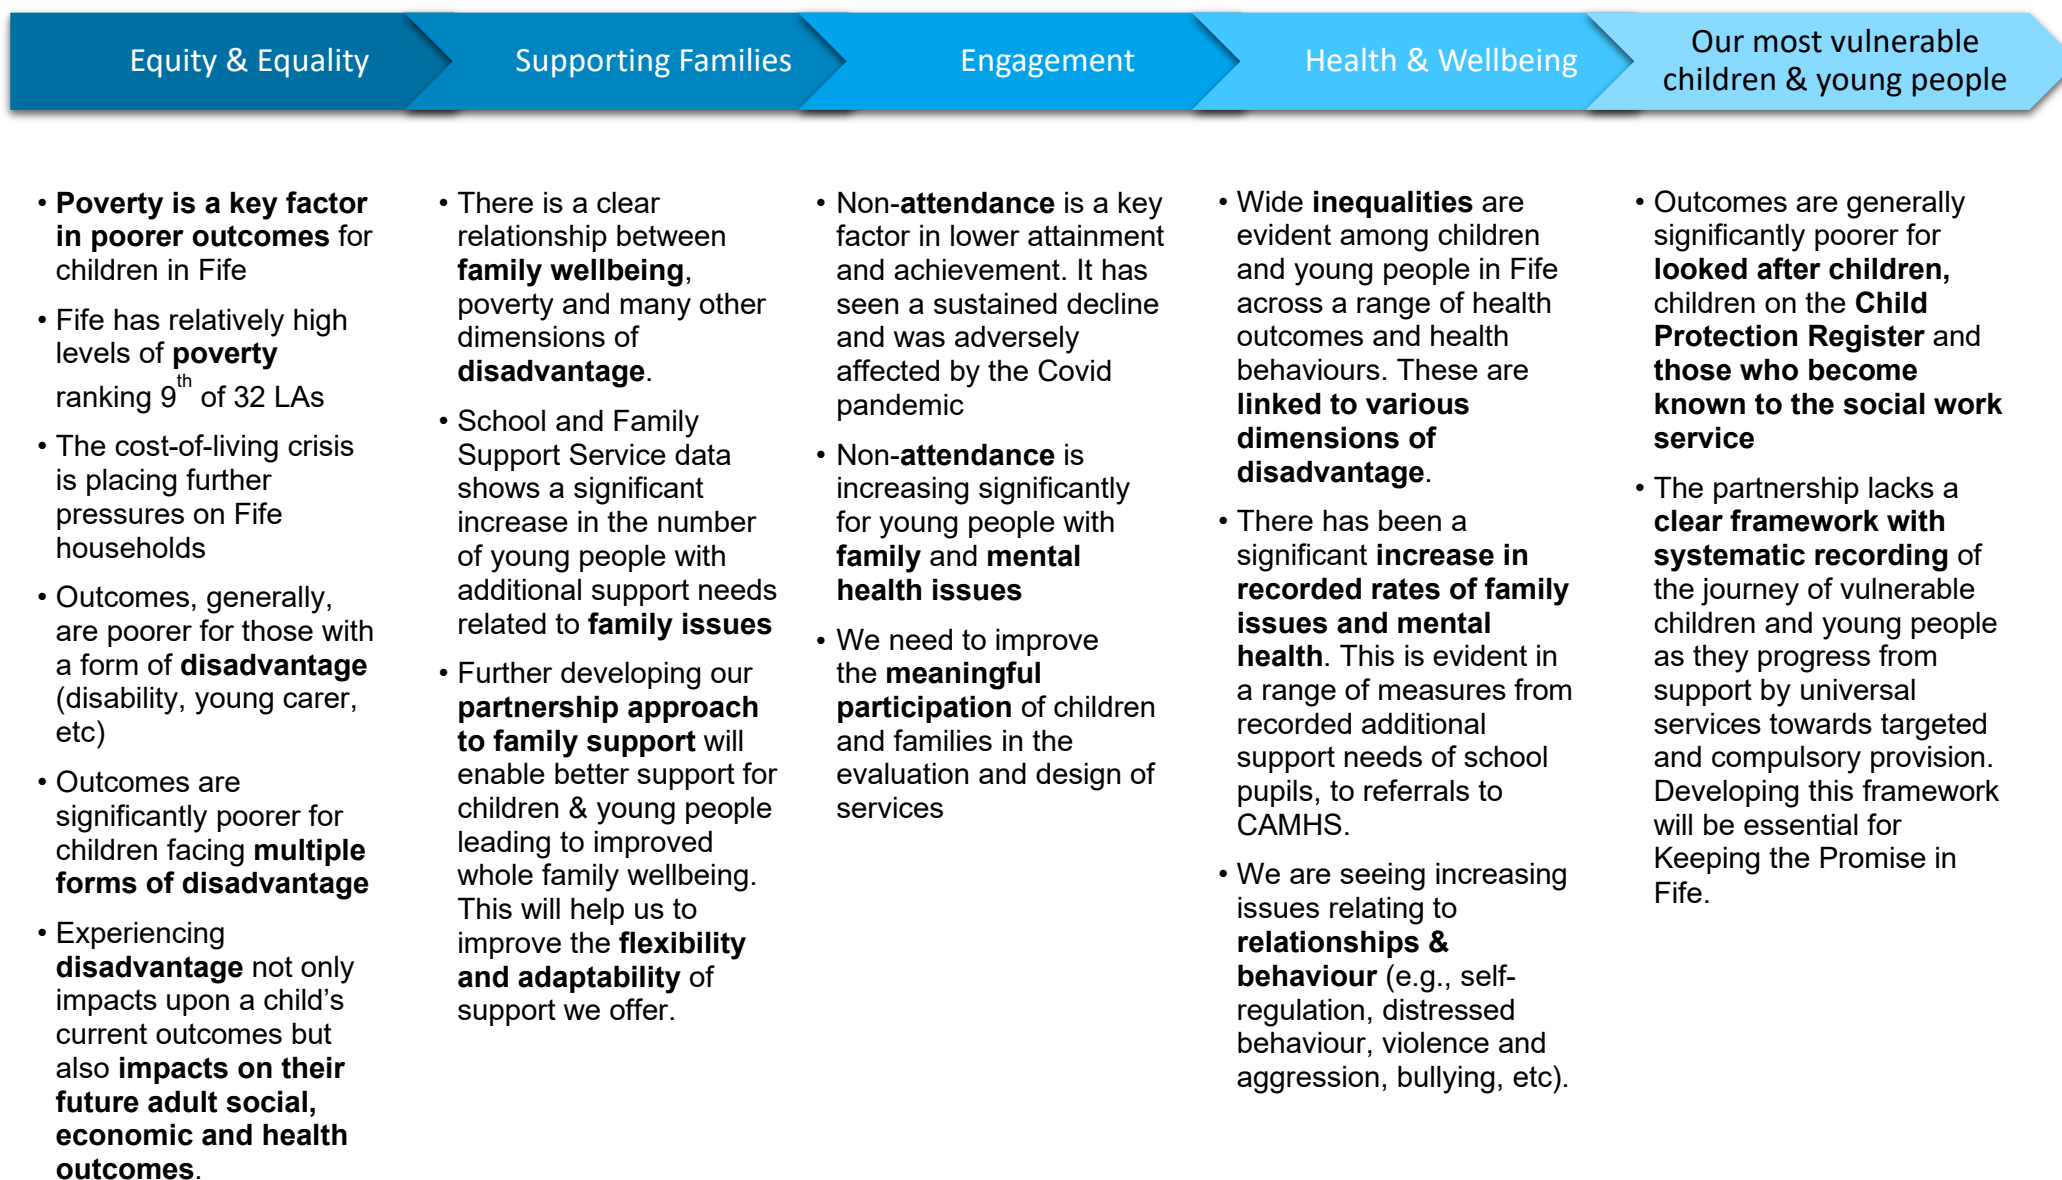 Equity & Equality
Supporting Families
Engagement
Health & Wellbeing
Our most vulnerable
children & young people
• Poverty is a key factor
in poorer outcomes for
children in Fife
• Fife has relatively high
levels of poverty
ranking 9th of 32 LAs
• The cost-of-living crisis
is placing further
pressures on Fife
households
• Outcomes, generally,
are poorer for those with
a form of disadvantage
(disability, young carer,
etc)
• Outcomes are
significantly poorer for
children facing multiple
forms of disadvantage
• Experiencing
disadvantage not only
impacts upon a child’s
current outcomes but
also impacts on their
future adult social,
economic and health
outcomes.
• There is a clear
relationship between
family wellbeing,
poverty and many other
dimensions of
disadvantage.
• School and Family
Support Service data
shows a significant
increase in the number
of young people with
additional support needs
related to family issues
• Further developing our
partnership approach
to family support will
enable better support for
children & young people
leading to improved
whole family wellbeing.
This will help us to
improve the flexibility
and adaptability of
support we offer.
• Non-attendance is a key
factor in lower attainment
and achievement. It has
seen a sustained decline
and was adversely
affected by the Covid
pandemic
• Non-attendance is
increasing significantly
for young people with
family and mental
health issues
• We need to improve
the meaningful
participation of children
and families in the
evaluation and design of
services
• Wide inequalities are
evident among children
and young people in Fife
across a range of health
outcomes and health
behaviours. These are
linked to various
dimensions of
disadvantage.
• There has been a
significant increase in
recorded rates of family
issues and mental
health. This is evident in
a range of measures from
recorded additional
support needs of school
pupils, to referrals to
CAMHS.
• We are seeing increasing
issues relating to
relationships &
behaviour (e.g., self-
regulation, distressed
behaviour, violence and
aggression, bullying, etc).
• Outcomes are generally
significantly poorer for
looked after children,
children on the Child
Protection Register and
those who become
known to the social work
service
• The partnership lacks a
clear framework with
systematic recording of
the journey of vulnerable
children and young people
as they progress from
support by universal
services towards targeted
and compulsory provision.
Developing this framework
will be essential for
Keeping the Promise in
Fife.